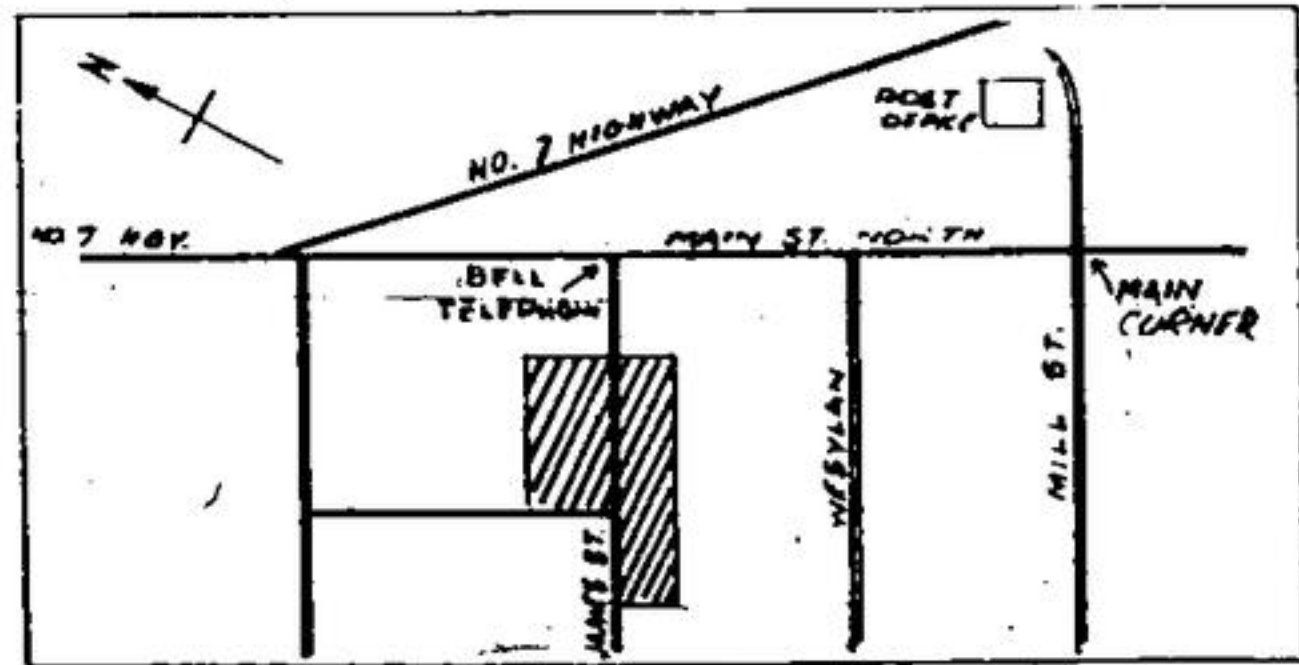 N
NO. 7 HIGHWAY
POST
OFFICE
NO 7 HGY.
MAIN ST. NORTH
BELL
TELEPHONE
MAIN
CORNER
MILL ST.
WESYLAN
JAMES ST.